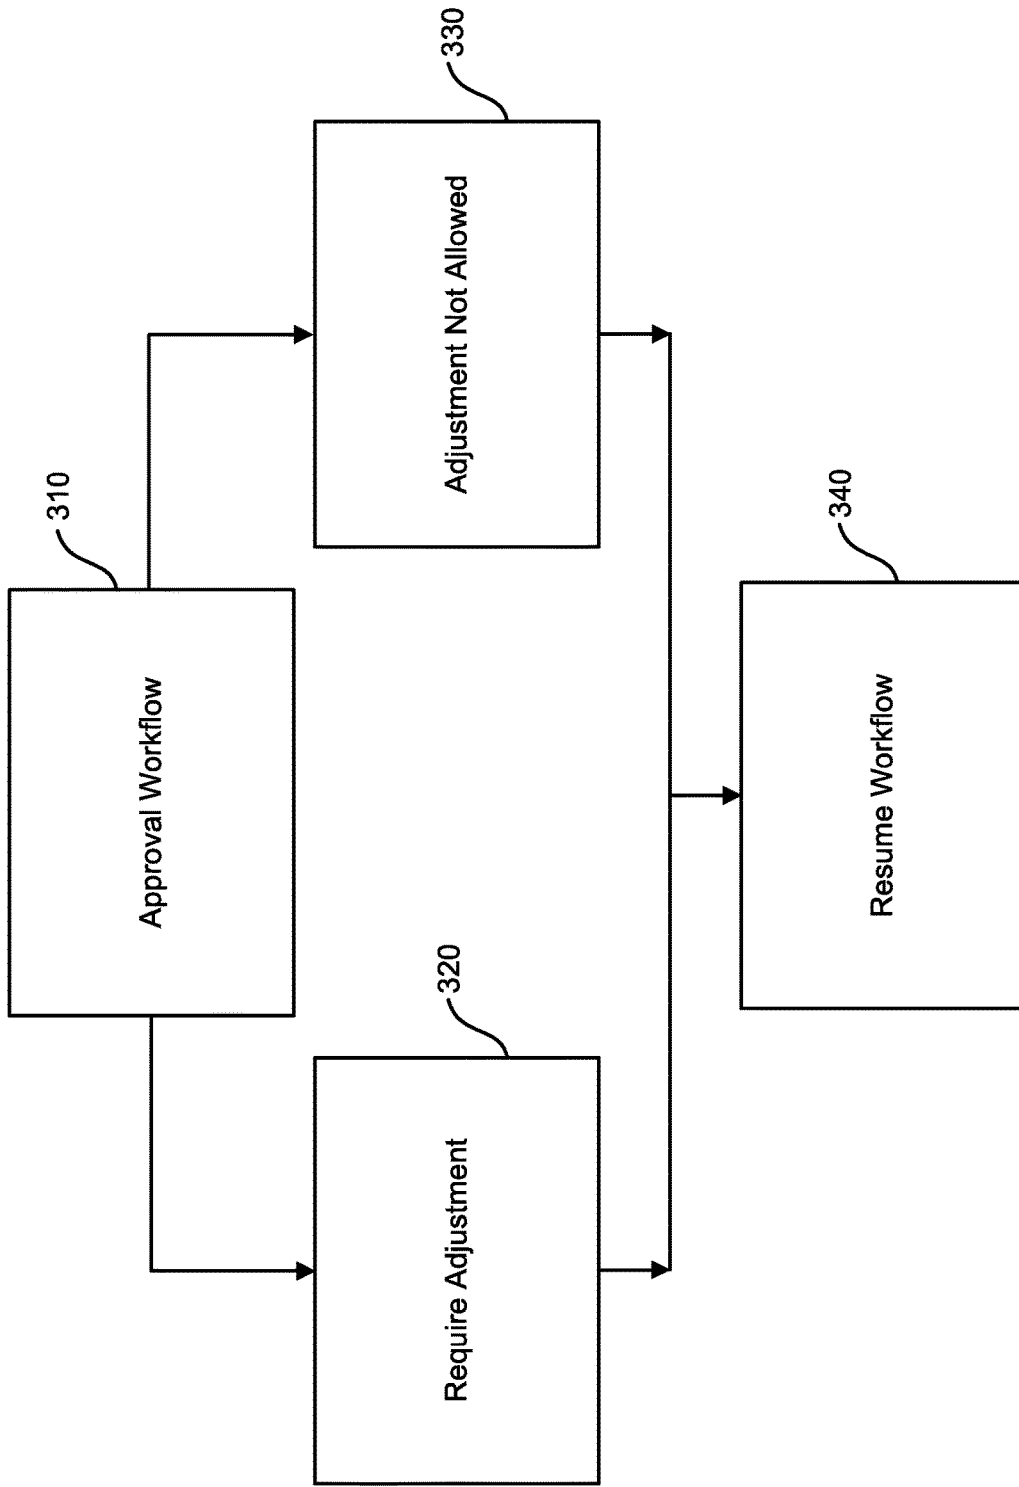 310
Approval Workflow
320
Require Adjustment
330
Adjustment Not Allowed
340
Resume Workflow